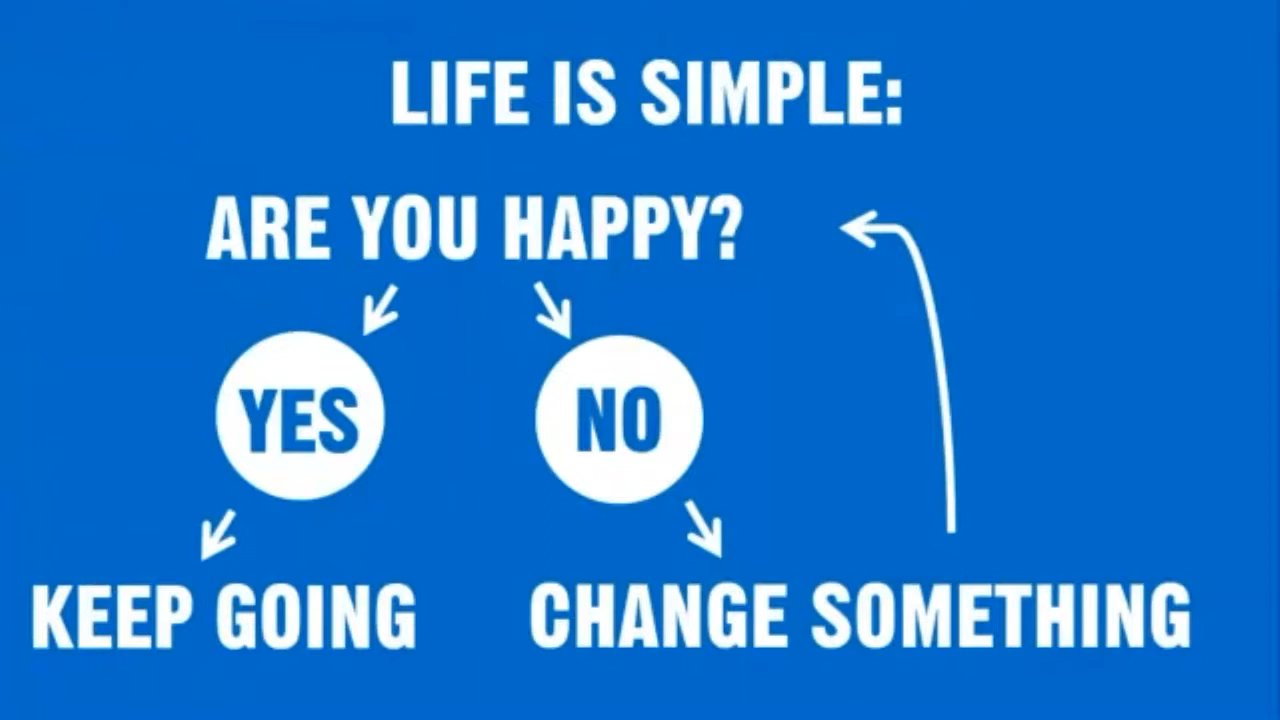 LIFE IS SIMPLE:
ARE YOU HAPPY?
YES
NO
KEEP GOING
CHANGE SOMETHING